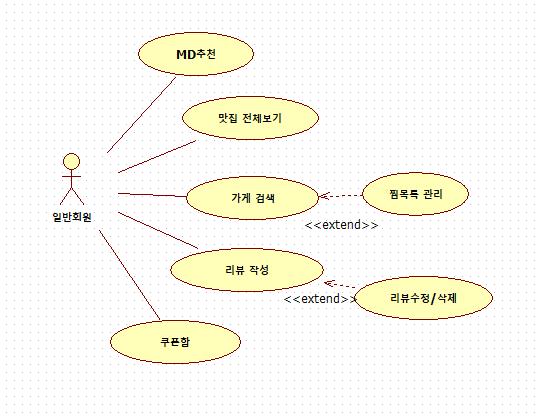 MD추천
맛집 전체보기
일반회원
가게 검색
찜목록 관리
<<extend>>
리뷰 작성
<<extend>>
리뷰수정/삭제
쿠폰함